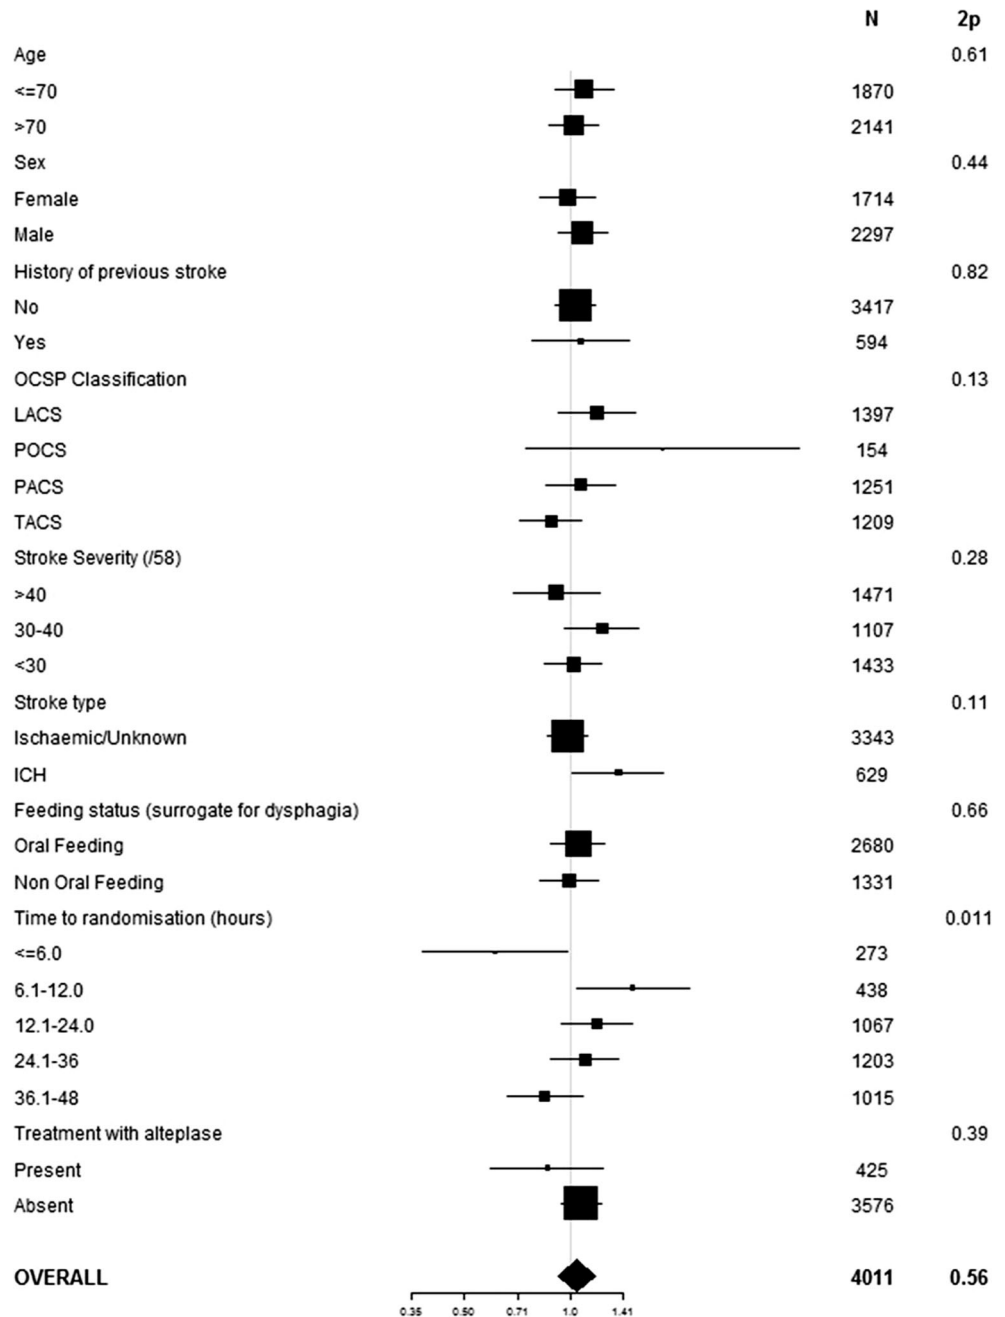 N 2p
Age 0.61
<=70 1870
>70 2141
Sex 0.44
Female 1714
Male 2297
History of previous stroke 0.82
No 3417
Yes 594
OCSP Classification 0.13
LACS 1397
POCS 154
PACS 1251
TACS 1209
Stroke Severity (/58) 0.28
>40 1471
30-40 1107
<30 1433
Stroke type 0.11
Ischaemic/Unknown 3343
ICH 629
Feeding status (surrogate for dysphagia) 0.66
Oral Feeding 2680
Non Oral Feeding 1331
Time to randomisation (hours) 0.011
<=6.0 273
6.1-12.0 438
12.1-24.0 1067
24.1-36 1203
36.1-48 1015
Treatment with alteplase 0.39
Present 425
Absent 3576
OVERALL 4011 0.56
0.35 0.50 0.71 1.0 1.41